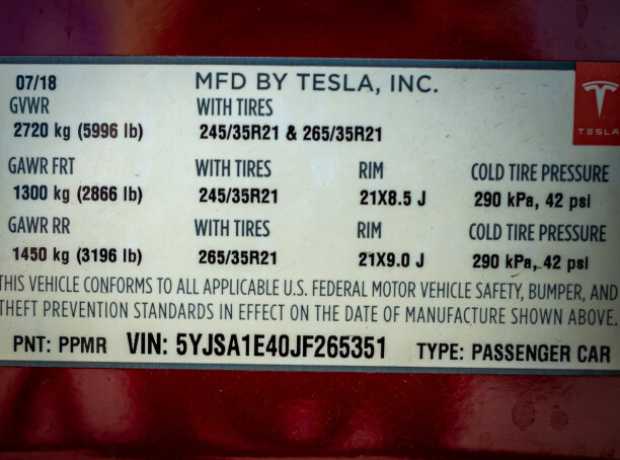 07/18 MFD BY TESLA, INC.
GVWR WITH TIRES
2720 kg (5996 lb) 245/35R21 & 265/35R21
TESLA
GAWR FRT WITH TIRES RIM COLD TIRE PRESSURE
1300 kg (2866 lb) 245/35R21 21X8.5 J 290 kPa, 42 psi
GAWR RR WITH TIRES RIM COLD TIRE PRESSURE
1450 kg (3196 lb) 265/35R21 21X9.0 J 290 kPa, 42 psi
THIS VEHICLE CONFORMS TO ALL APPLICABLE U.S. FEDERAL MOTOR VEHICLE SAFETY, BUMPER, AND
THEFT PREVENTION STANDARDS IN EFFECT ON THE DATE OF MANUFACTURE SHOWN ABOVE.
PNT: PPMR VIN: 5YJSA1E40JF265351 TYPE: PASSENGER CAR